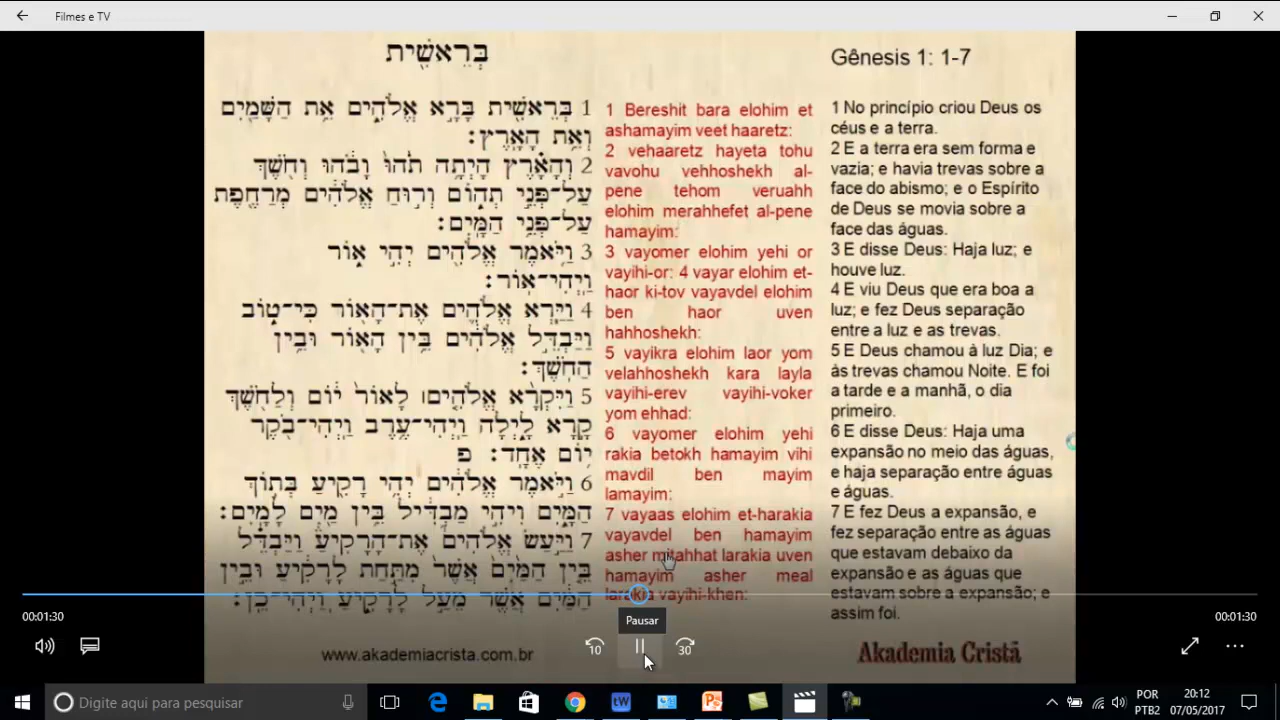 Filmes e TV
בְּרֵאשִׁ֖ית
1 בְּרֵאשִׁ֖ית בָּרָ֣א אֱלֹהִ֑ים אֵ֥ת הַשָּׁמַ֖יִם
וְאֵ֥ת הָאָֽרֶץ׃
2 וְהָאָ֗רֶץ הָיְתָ֥ה תֹ֙הוּ֙ וָבֹ֔הוּ וְחֹ֖שֶׁךְ
עַל־פְּנֵ֣י תְה֑וֹם וְר֣וּחַ אֱלֹהִ֔ים מְרַחֶ֖פֶת
עַל־פְּנֵ֥י הַמָּֽיִם׃
3 וַיֹּ֥אמֶר אֱלֹהִ֖ים יְהִ֣י א֑וֹר
וַֽיְהִי־אֽוֹר׃
4 וַיַּ֧רְא אֱלֹהִ֛ים אֶת־הָא֖וֹר כִּי־ט֑וֹב
וַיַּבְדֵּ֣ל אֱלֹהִ֔ים בֵּ֥ין הָא֖וֹר וּבֵ֥ין
הַחֹֽשֶׁךְ׃
5 וַיִּקְרָ֨א אֱלֹהִ֤ים׀ לָאוֹר֙ י֔וֹם וְלַחֹ֖שֶׁךְ
קָ֣רָא לָ֑יְלָה וַֽיְהִי־עֶ֥רֶב וַֽיְהִי־בֹ֖קֶר
י֥וֹם אֶחָֽד׃ פ
6 וַיֹּ֣אמֶר אֱלֹהִ֔ים יְהִ֥י רָקִ֖יעַ בְּת֣וֹךְ
הַמָּ֑יִם וִיהִ֣י מַבְדִּ֔יל בֵּ֥ין מַ֖יִם לָמָֽיִם׃
7 וַיַּ֣עַשׂ אֱלֹהִים֮ אֶת־הָרָקִיעַ֒ וַיַּבְדֵּ֗ל
בֵּ֤ין הַמַּ֙יִם֙ אֲשֶׁר֙ מִתַּ֣חַת לָרָקִ֔יעַ וּבֵ֣ין
הַמַּ֔יִם אֲשֶׁ֖ר מֵעַ֣ל לָרָקִ֑יעַ וַֽיְהִי־כֵֽן׃
www.akademiacrista.com.br
1 Bereshit bara elohim et
ashamayim veet haaretz:
2 vehaaretz hayeta tohu
vavohu vehhoshekh al-
pene tehom veruahh
elohim merahhefet al-pene
hamayim:
3 vayomer elohim yehi or
vayihi-or: 4 vayar elohim et-
haor ki-tov vayavdel elohim
ben haor uven
hahhoshekh:
5 vayikra elohim laor yom
velahhoshekh kara layla
vayihi-erev vayihi-voker
yom ehhad:
6 vayomer elohim yehi
rakia betokh hamayim vihi
mavdil ben mayim
lamayim:
7 vayaas elohim et-harakia
vayavdel ben hamayim
asher mitahhat larakia uven
hamayim asher meal
larakia vayihi-khen:
Gênesis 1: 1-7
1 No princípio criou Deus os
céus e a terra.
2 E a terra era sem forma e
vazia; e havia trevas sobre a
face do abismo; e o Espírito
de Deus se movia sobre a
face das águas.
3 E disse Deus: Haja luz; e
houve luz.
4 E viu Deus que era boa a
luz; e fez Deus separação
entre a luz e as trevas.
5 E Deus chamou à luz Dia; e
às trevas chamou Noite. E foi
a tarde e a manhã, o dia
primeiro.
6 E disse Deus: Haja uma
expansão no meio das águas,
e haja separação entre águas
e águas.
7 E fez Deus a expansão, e
fez separação entre as águas
que estavam debaixo da
expansão e as águas que
estavam sobre a expansão; e
assim foi.
Akademia Cristã
00:01:30
00:01:30
Pausar
10
30
Digite aqui para pesquisar
POR
PTB2
20:12
07/05/2017